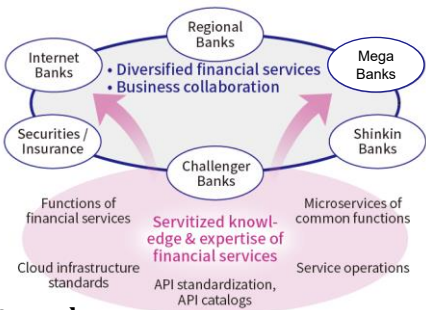 Regional
Banks
Internet
Banks
Mega
Banks
• Diversified financial services
• Business collaboration
Securities /
Insurance
Shinkin
Banks
Challenger
Banks
Functions of
financial services
Microservices of
common functions
Servitized knowl-
edge & expertise of
financial services
Cloud infrastructure
standards
Service operations
API standardization,
API catalogs